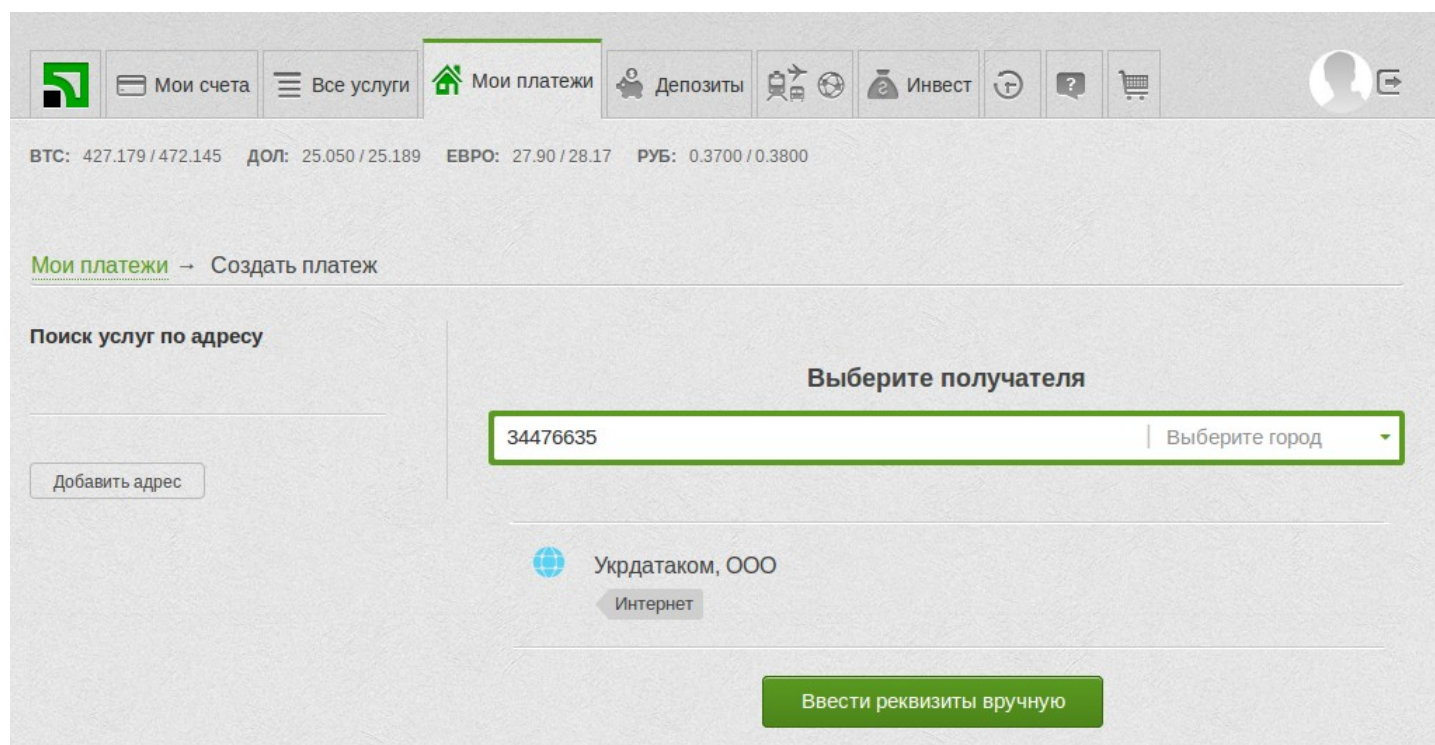 Мои счета Все услуги Мои платежи Депозиты Инвест
BTC: 427.179 / 472.145 ДОЛ: 25.050 / 25.189 ЕВРО: 27.90 / 28.17 РУБ: 0.3700 / 0.3800
Мои платежи → Создать платеж
Поиск услуг по адресу
Добавить адрес
Выберите получателя
34476635 | Выберите город
Укрдатаком, ООО
Интернет
Ввести реквизиты вручную